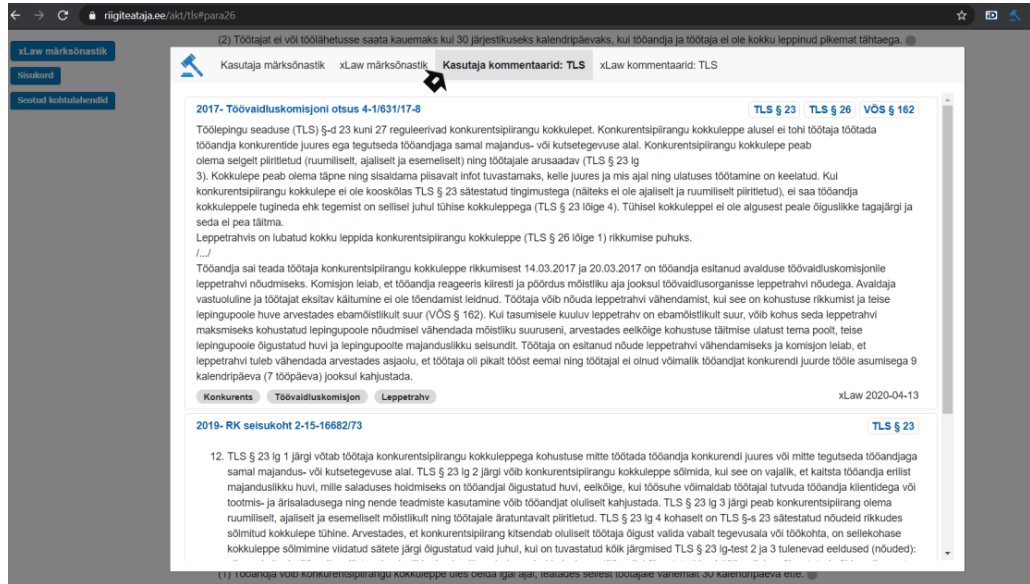 riigiteataja.ee/akt/tls#para26
(2) Töötajat ei või töölähetusse saata kauemaks kui 30 järjestikuseks kalendripäevaks, kui tööandja ja töötaja ei ole kokku leppinud pikemat tähtaega.
xLaw märksõnastik
Sisukord
Seotud kohtulahendid
Kasutaja märksõnastik xLaw märksõnastik Kasutaja kommentaarid: TLS xLaw kommentaarid: TLS
2017- Töövaidluskomisjoni otsus 4-1/631/17-8 TLS § 23 TLS § 26 VÕS § 162
Töölepingu seaduse (TLS) §-d 23 kuni 27 reguleerivad konkurentsipiirangu kokkulepet. Konkurentsipiirangu kokkuleppe alusel ei tohi töötaja töötada
tööandja konkurentide juures ega tegutseda tööandjaga samal majandus- või kutsetegevuse alal. Konkurentsipiirangu kokkulepe peab
olema selgelt piiritletud (ruumiliselt, ajaliselt ja esemeliselt) ning töötajale arusaadav (TLS § 23 lg
3). Kokkulepe peab olema täpne ning sisaldama piisavalt infot tuvastamaks, kelle juures ja mis ajal ning ulatuses töötamine on keelatud. Kui
konkurentsipiirangu kokkulepe ei ole kooskõlas TLS § 23 sätestatud tingimustega (näiteks ei ole ajaliselt ja ruumiliselt piiritletud), ei saa tööandja
kokkuleppele tugineda ehk tegemist on sellisel juhul tühise kokkuleppega (TLS § 23 lõige 4). Tühisel kokkuleppel ei ole algusest peale õiguslikke tagajärgi ja
seda ei pea täitma.
Leppetrahvis on lubatud kokku leppida konkurentsipiirangu kokkuleppe (TLS § 26 lõige 1) rikkumise puhuks.
/.../
Tööandja sai teada töötaja konkurentsipiirangu kokkuleppe rikkumisest 14.03.2017 ja 20.03.2017 on tööandja esitanud avalduse töövaidluskomisjonile
leppetrahvi nõudmiseks. Komisjon leiab, et tööandja reageeris kiiresti ja pöördus mõistliku aja jooksul töövaidlusorganisse leppetrahvi nõudega. Avaldaja
vastuoluline ja töötajat eksitav käitumine ei ole tõendamist leidnud. Töötaja võib nõuda leppetrahvi vähendamist, kui see on kohustuse rikkumist ja teise
lepingupoole huve arvestades ebamõistlikult suur (VÕS § 162). Kui tasumisele kuuluv leppetrahv on ebamõistlikult suur, võib kohus seda leppetrahvi
maksmiseks kohustatud lepingupoole nõudmisel vähendada mõistliku suuruseni, arvestades eelkõige kohustuse täitmise ulatust tema poolt, teise
lepingupoole õigustatud huvi ja lepingupoolte majanduslikku seisundit. Töötaja on esitanud nõude leppetrahvi vähendamiseks ja komisjon leiab, et
leppetrahvi tuleb vähendada arvestades asjaolu, et töötaja oli pikalt tööst eemal ning töötajal ei olnud võimalik tööandjat konkurendi juurde tööle asumisega 9
kalendripäeva (7 tööpäeva) jooksul kahjustada.
Konkurents Töövaidluskomisjon Leppetrahv xLaw 2020-04-13
2019- RK seisukoht 2-15-16682/73 TLS § 23
12. TLS § 23 lg 1 järgi võtab töötaja konkurentsipiirangu kokkuleppega kohustuse mitte töötada tööandja konkurendi juures või mitte tegutseda tööandjaga
samal majandus- või kutsetegevuse alal. TLS § 23 lg 2 järgi võib konkurentsipiirangu kokkuleppe sõlmida, kui see on vajalik, et kaitsta tööandja erilist
majanduslikku huvi, mille saladuses hoidmiseks on tööandjal õigustatud huvi, eelkõige, kui töösuhe võimaldab töötajal tutvuda tööandja klientidega või
tootmis- ja ärisaladusega ning nende teadmiste kasutamine võib tööandjat oluliselt kahjustada. TLS § 23 lg 3 järgi peab konkurentsipiirang olema
ruumiliselt, ajaliselt ja esemeliselt mõistlikult ning töötajale äratuntavalt piiritletud. TLS § 23 lg 4 kohaselt on TLS §-s 23 sätestatud nõudeid rikkudes
sõlmitud kokkulepe tühine. Arvestades, et konkurentsipiirang kitsendab oluliselt töötaja õigust valida vabalt tegevusala või töökohta, on sellekohase
kokkuleppe sõlmimine viidatud sätete järgi õigustatud vaid juhul, kui on tuvastatud kõik järgmised TLS § 23 lg-test 2 ja 3 tulenevad eeldused (nõuded):
(1) Tööandja võib konkurentsipiirangu kokkuleppe üles öelda igal ajal, teatades sellest töötajale vähemalt 30 kalendripäeva ette.